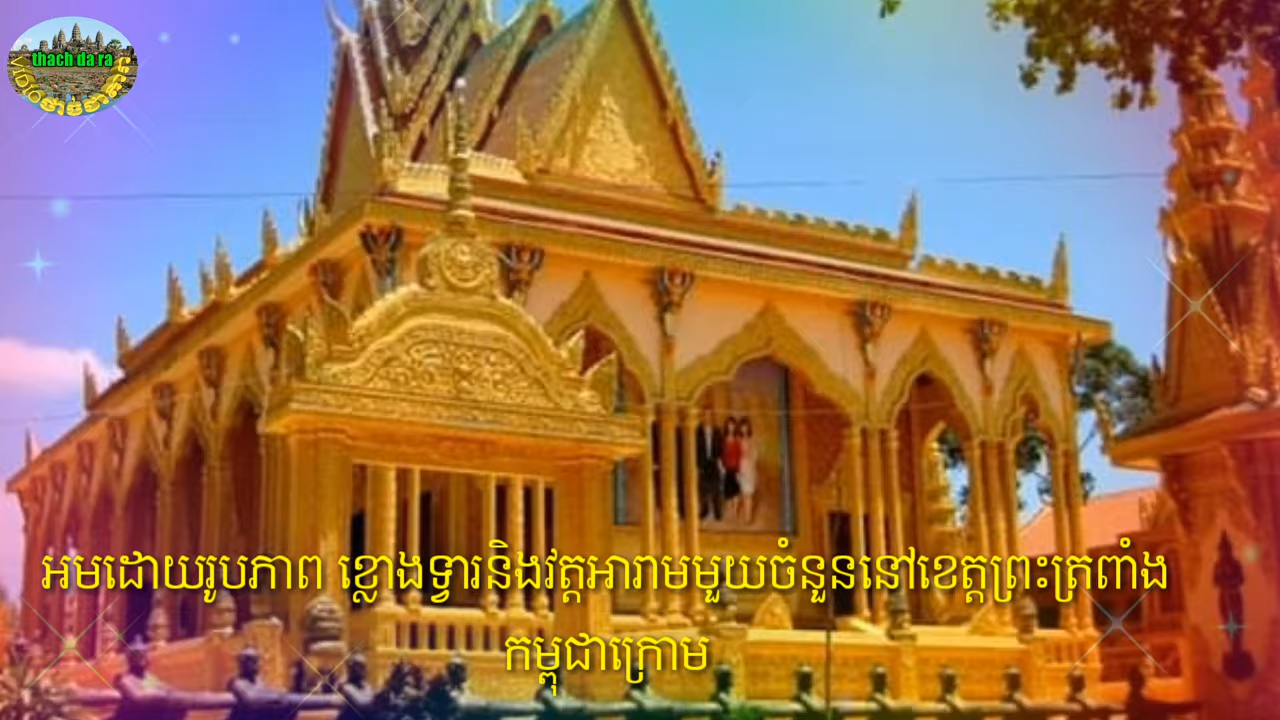 thach da ra
អមដោយរូបភាព ខ្លោងទ្វារនិងវត្តអារាមមួយចំនួននៅខេត្តព្រះត្រពាំង
កម្ពុជាក្រោម